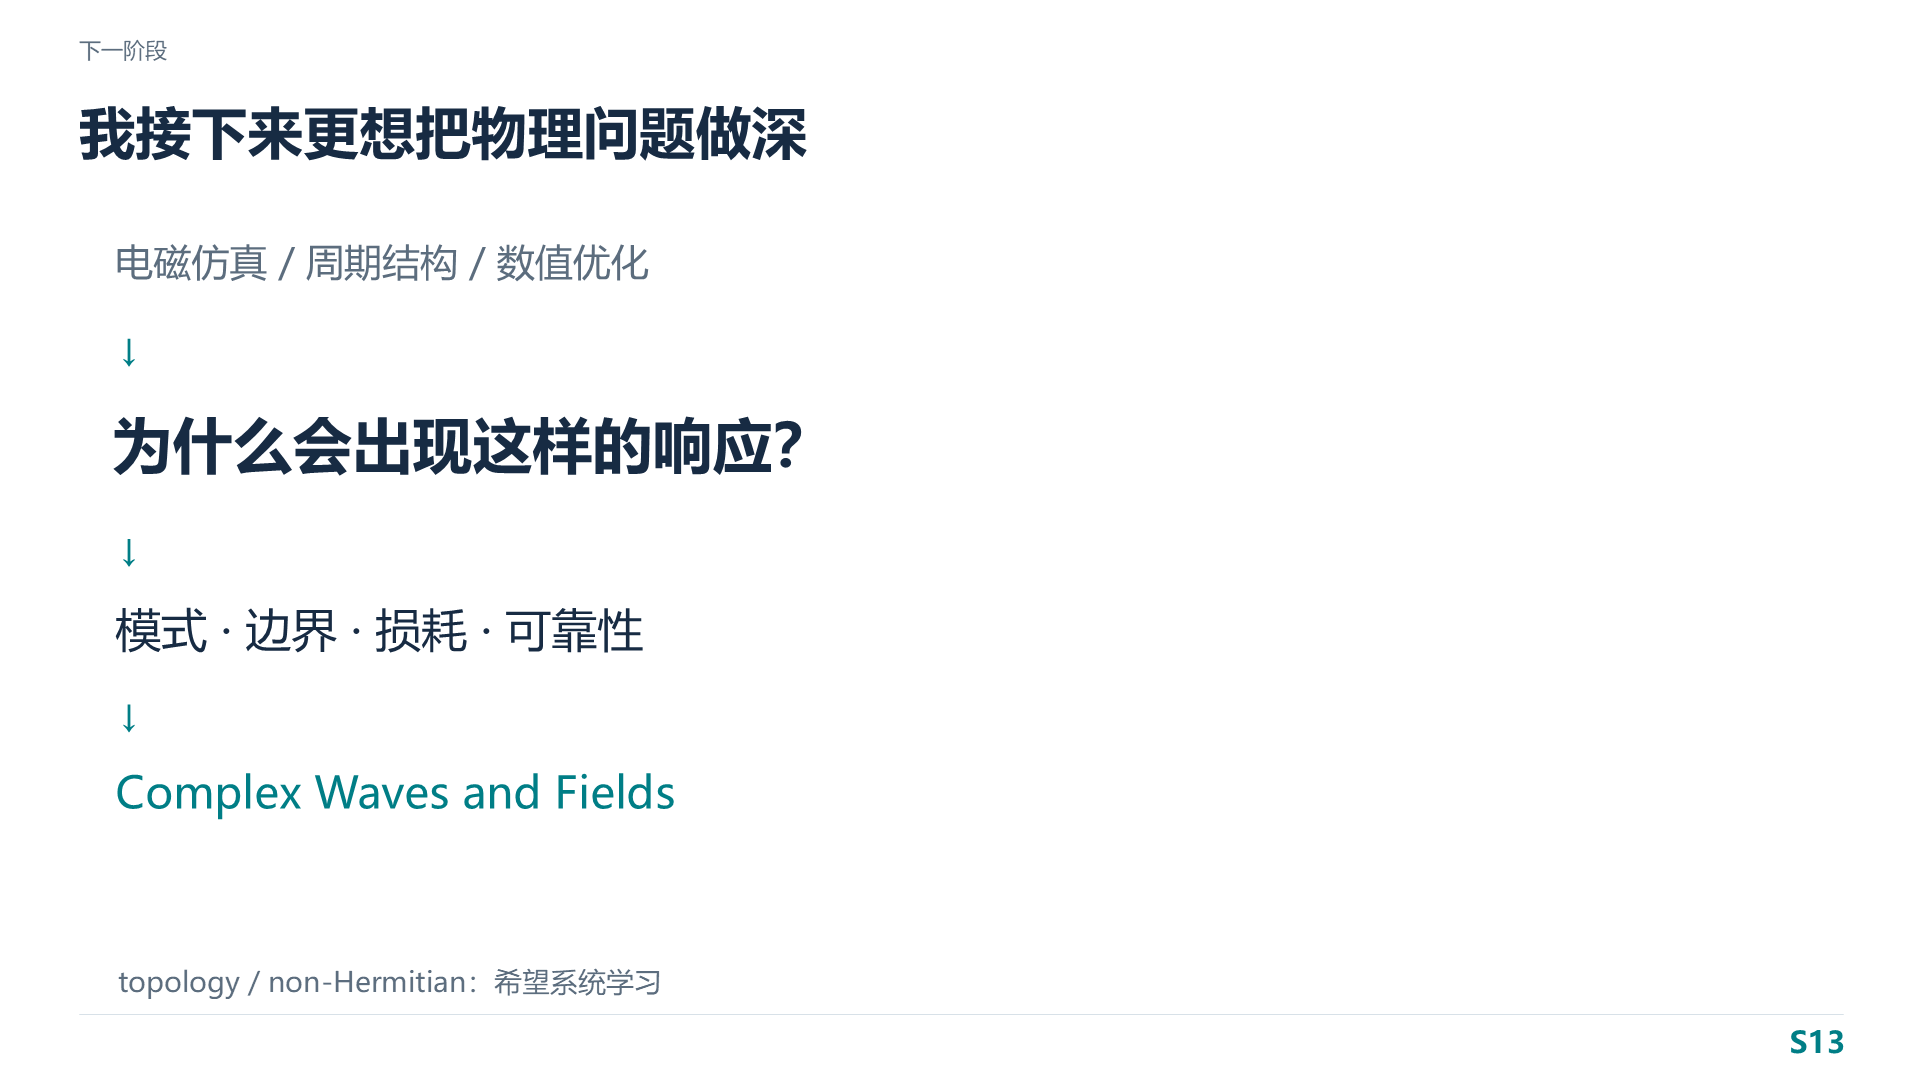 下一阶段
我接下来更想把物理问题做深
电磁仿真 / 周期结构 / 数值优化
↓
为什么会出现这样的响应？
↓
模式 · 边界 · 损耗 · 可靠性
↓
Complex Waves and Fields
topology / non-Hermitian：希望系统学习
S13